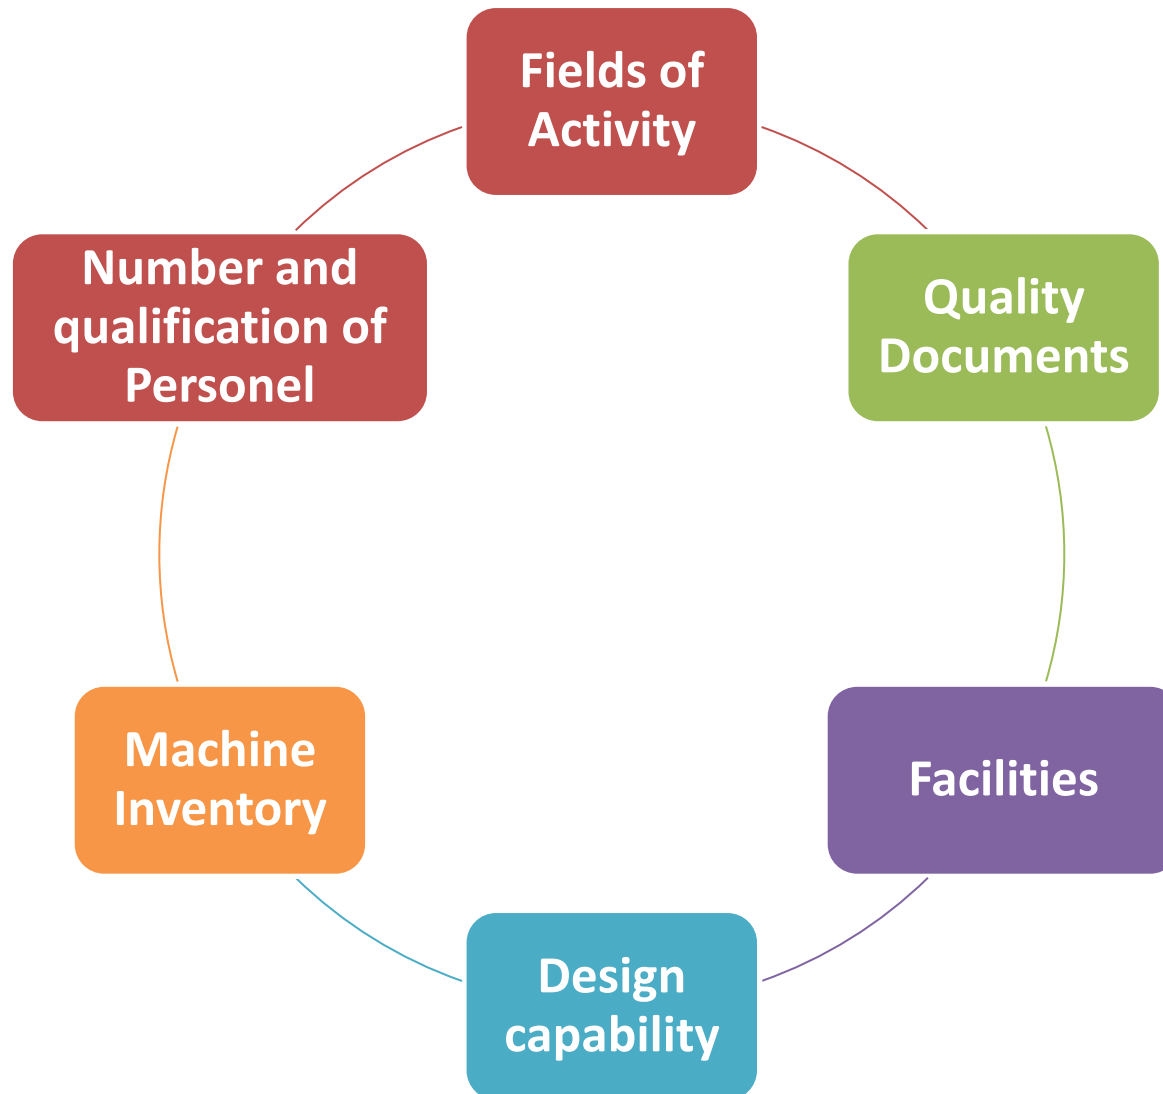 Fields of
Activity
Number and
qualification of
Personel
Quality
Documents
Machine
Inventory
Facilities
Design
capability